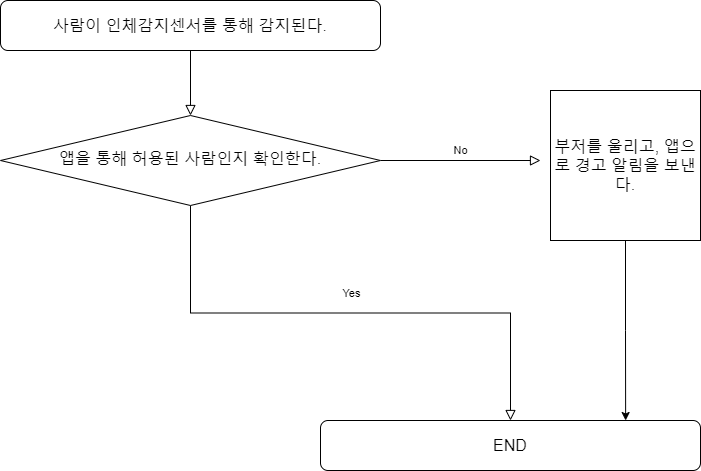 사람이 인체감지센서를 통해 감지된다.
앱을 통해 허용된 사람인지 확인한다.
No
부저를 울리고, 앱으
로 경고 알림을 보낸
다.
Yes
END